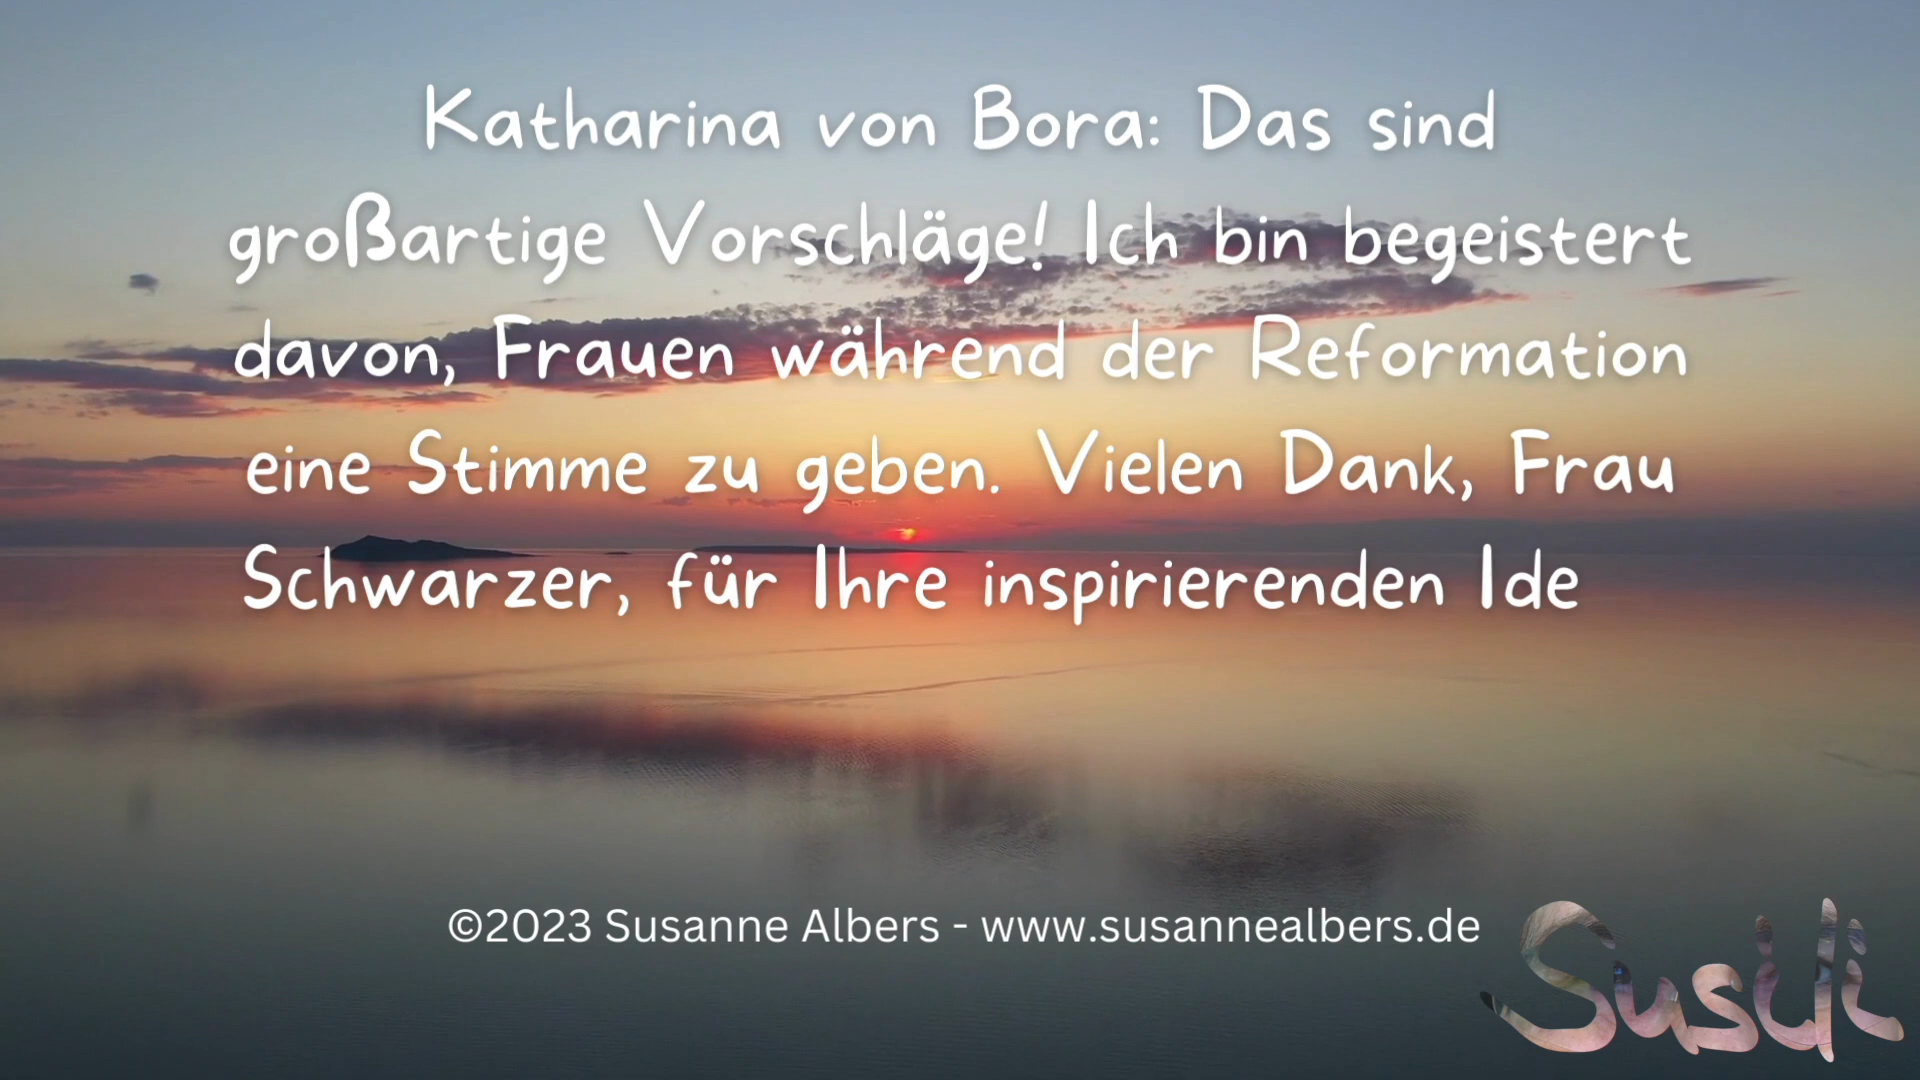 Katharina von Bora: Das sind
großartige Vorschläge! Ich bin begeistert
davon, Frauen während der Reformation
eine Stimme zu geben. Vielen Dank, Frau
Schwarzer, für Ihre inspirierenden Ide
©2023 Susanne Albers - www.susannealbers.de